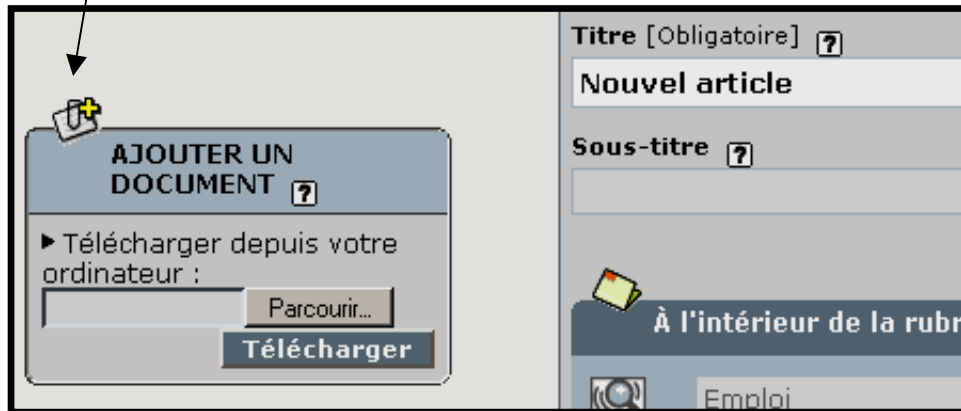 AJOUTER UN
DOCUMENT ?
▶ Télécharger depuis votre
ordinateur :
Parcourir...
Télécharger
Titre [Obligatoire] ?
Nouvel article
Sous-titre ?
À l'intérieur de la rubr
Emploi